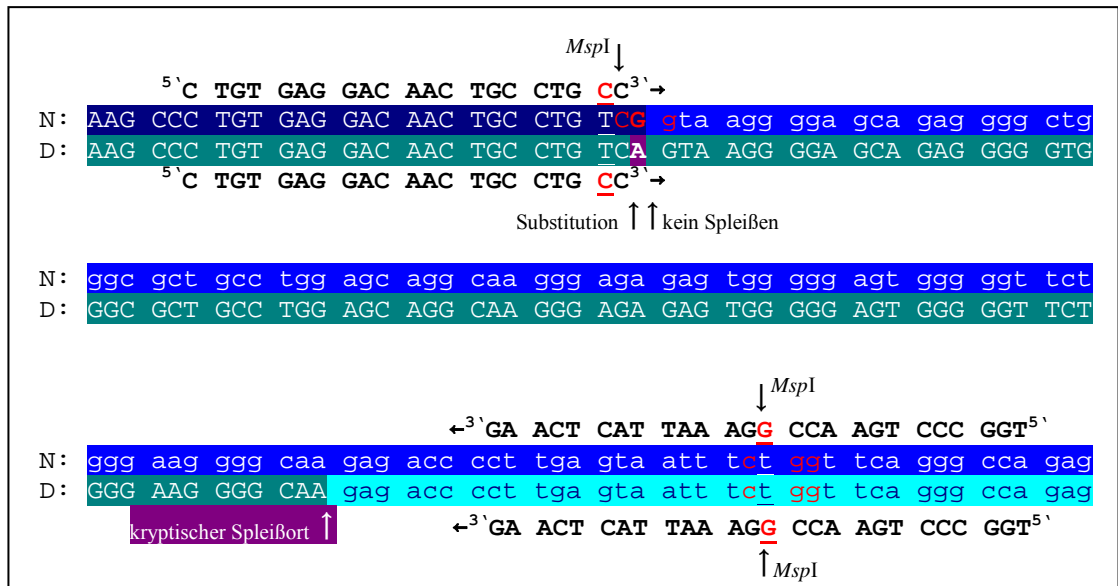 MspI ↓
5`C TGT GAG GAC AAC TGC CTG CC3`→
N: AAG CCC TGT GAG GAC AAC TGC CTG TCG gta agg gga gca gag ggg ctg
D: AAG CCC TGT GAG GAC AAC TGC CTG TCA GTAA GG GGA GCA GAG GGG GTG
5`C TGT GAG GAC AAC TGC CTG CC3`→
Substitution ↑ ↑ kein Spleißen
N: ggc gct gcc tgg agc agg caa ggg aga gag tgg ggg agt ggg ggt tct
D: GGC GCT GCC TGG AGC AGG CAA GGG AGA GAG TGG GGG AGT GGG GGT TCT
↓ MspI
←3`GA ACT CAT TAA AGG CCA AGT CCC GGT5`
N: ggg aag ggg caa gag acc cct tga gta att tct ggt tca ggg cca gag
D: GGG AAG GGG CAA gag acc cct tga gta att tct ggt tca ggg cca gag
←3`GA ACT CAT TAA AGG CCA AGT CCC GGT5`
kryptischer Spleißort ↑
↑ MspI